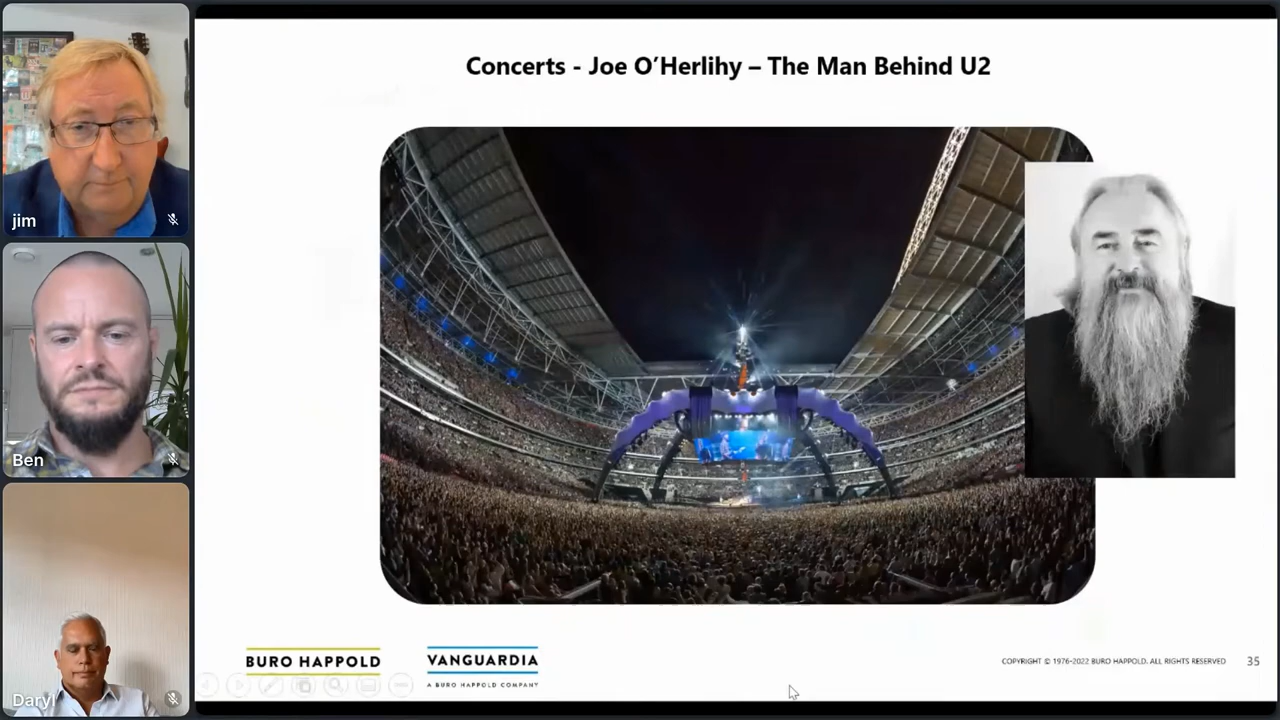 Concerts - Joe O’Herlihy – The Man Behind U2
jim
Ben
Daryl
BURO HAPPOLD
VANGUARDIA
A BURO HAPPOLD COMPANY
COPYRIGHT © 1976-2022 BURO HAPPOLD. ALL RIGHTS RESERVED
35